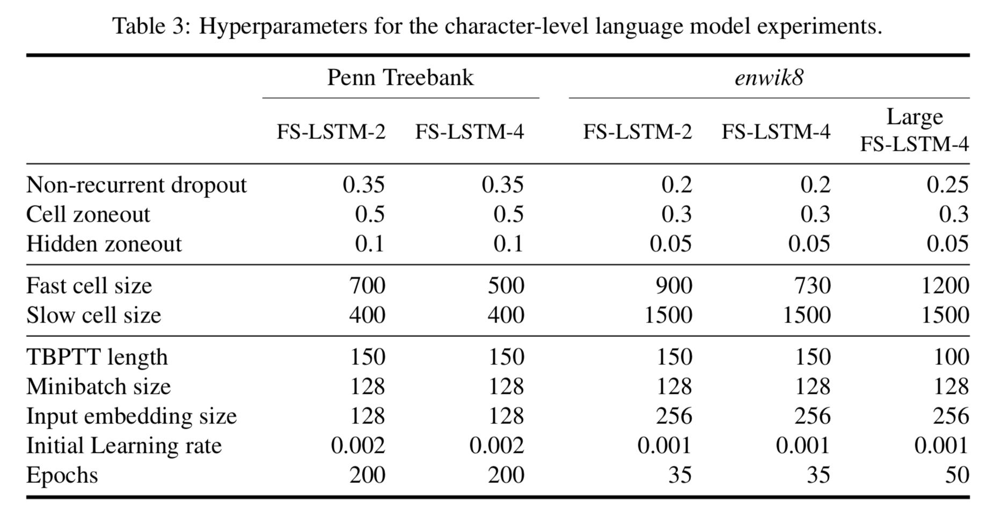 Table 3: Hyperparameters for the character-level language model experiments.
Penn Treebank enwik8
FS-LSTM-2 FS-LSTM-4 FS-LSTM-2 FS-LSTM-4 Large FS-LSTM-4
Non-recurrent dropout 0.35 0.35 0.2 0.2 0.25
Cell zoneout 0.5 0.5 0.3 0.3 0.3
Hidden zoneout 0.1 0.1 0.05 0.05 0.05
Fast cell size 700 500 900 730 1200
Slow cell size 400 400 1500 1500 1500
TBPTT length 150 150 150 150 100
Minibatch size 128 128 128 128 128
Input embedding size 128 128 256 256 256
Initial Learning rate 0.002 0.002 0.001 0.001 0.001
Epochs 200 200 35 35 50